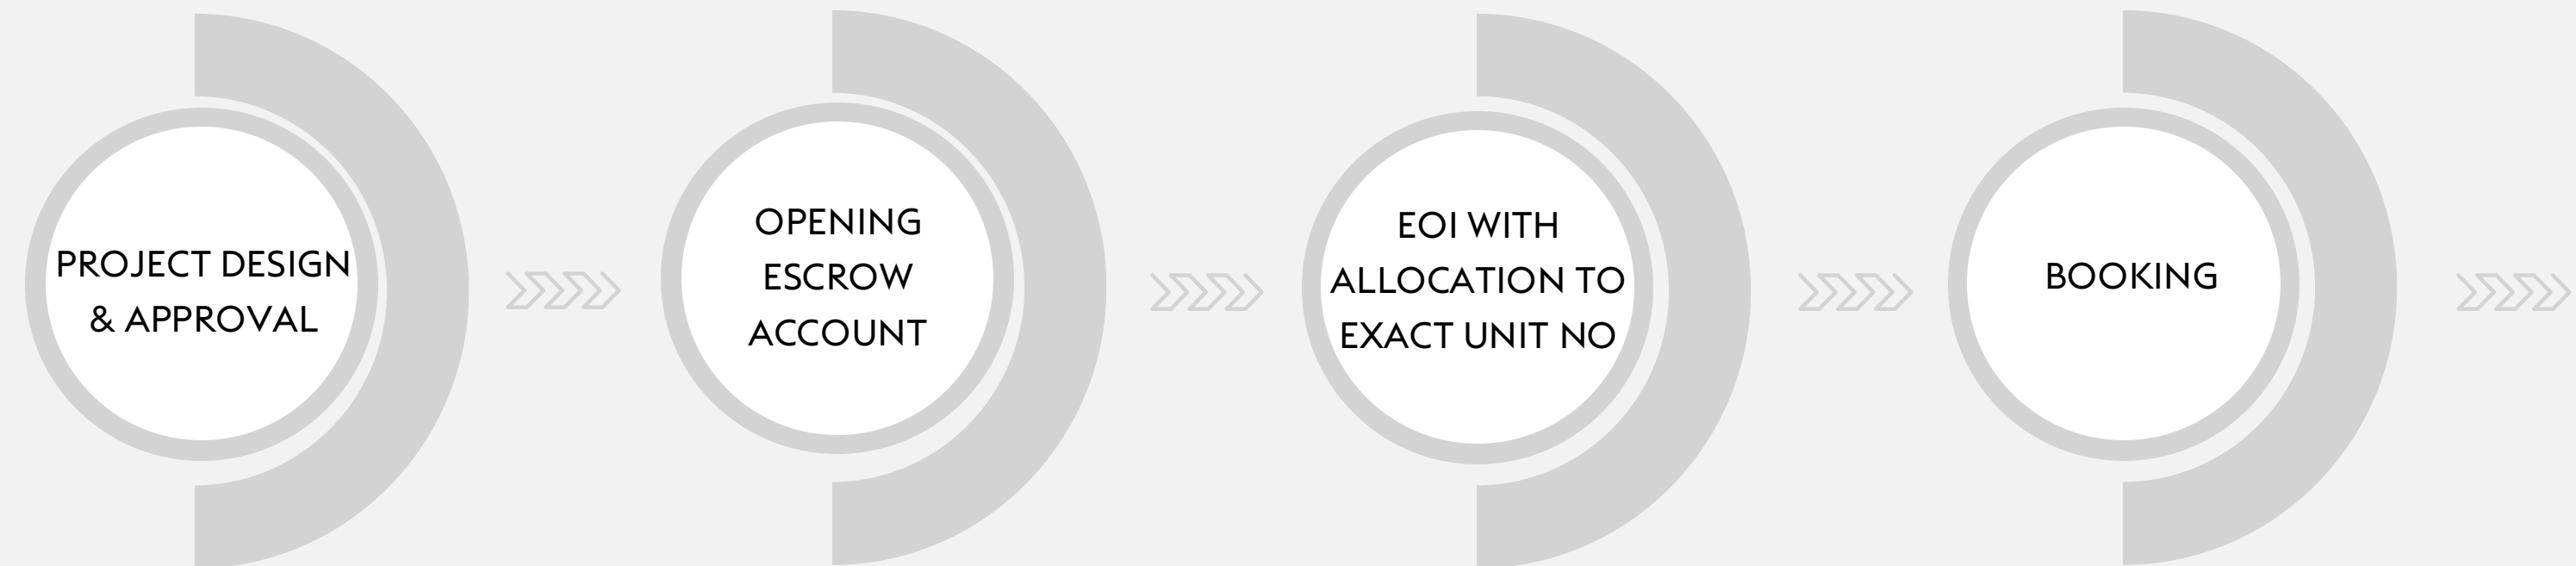 PROJECT DESIGN
& APPROVAL
OPENING
ESCROW
ACCOUNT
EOI WITH
ALLOCATION TO
EXACT UNIT NO
BOOKING